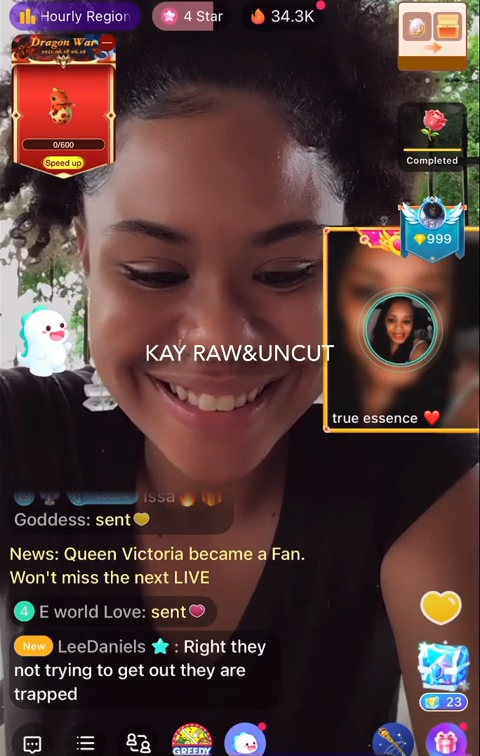 Hourly Region
4 Star
34.3K
Dragon War
0/600
Speed up
Completed
999
KAY RAW&UNCUT
true essence ❤️
Issa🔥
Goddess: sent💛
News: Queen Victoria became a Fan.
Won't miss the next LIVE
4 E world Love: sent💗
New LeeDaniels ⭐ : Right they
not trying to get out they are
trapped
23
GREEDY